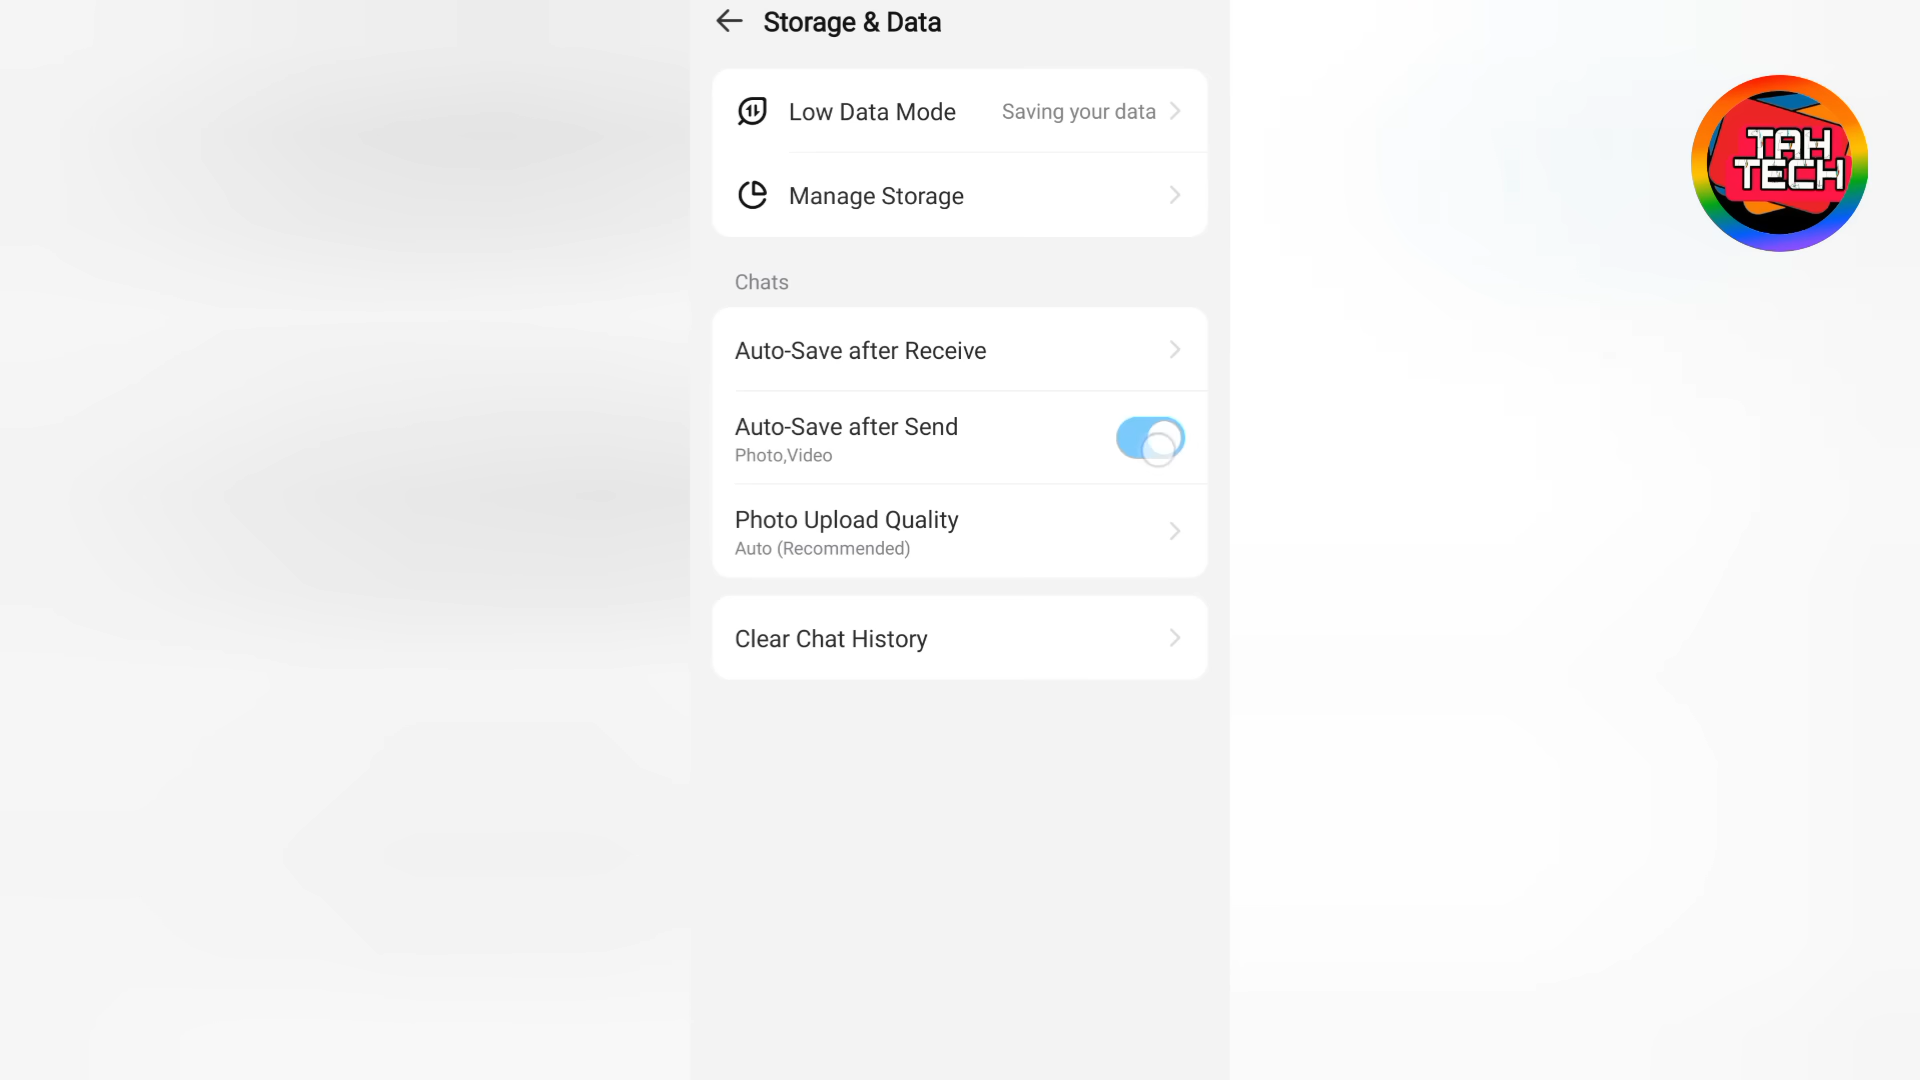 Storage & Data
Low Data Mode
Saving your data
Manage Storage
Chats
Auto-Save after Receive
Auto-Save after Send
Photo,Video
Photo Upload Quality
Auto (Recommended)
Clear Chat History
TAH
TECH